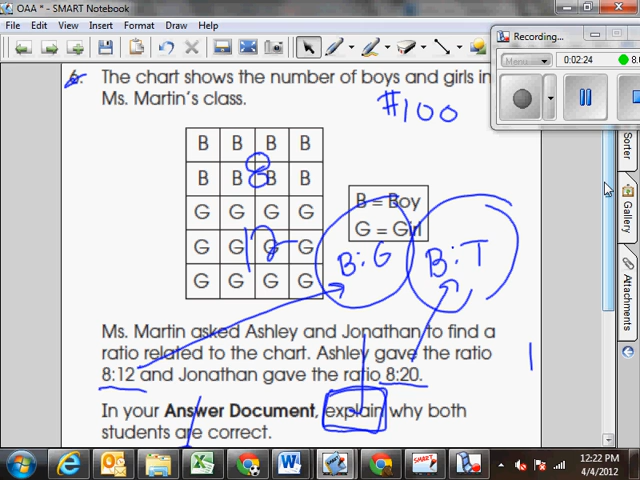 OAA * - SMART Notebook
File Edit View Insert Format Draw Help
Recording...
Menu
0:02:24
8.
6. The chart shows the number of boys and girls in
Ms. Martin's class.
#100
B B B B
B B B B
8
G G G G
G G G G
12
G G G G
B = Boy
G = Girl
B:G
B:T
Ms. Martin asked Ashley and Jonathan to find a
ratio related to the chart. Ashley gave the ratio
8:12 and Jonathan gave the ratio 8:20.
In your Answer Document, explain why both
students are correct.
Sorter
Gallery
Attachments
SMART
12:22 PM
4/4/2012